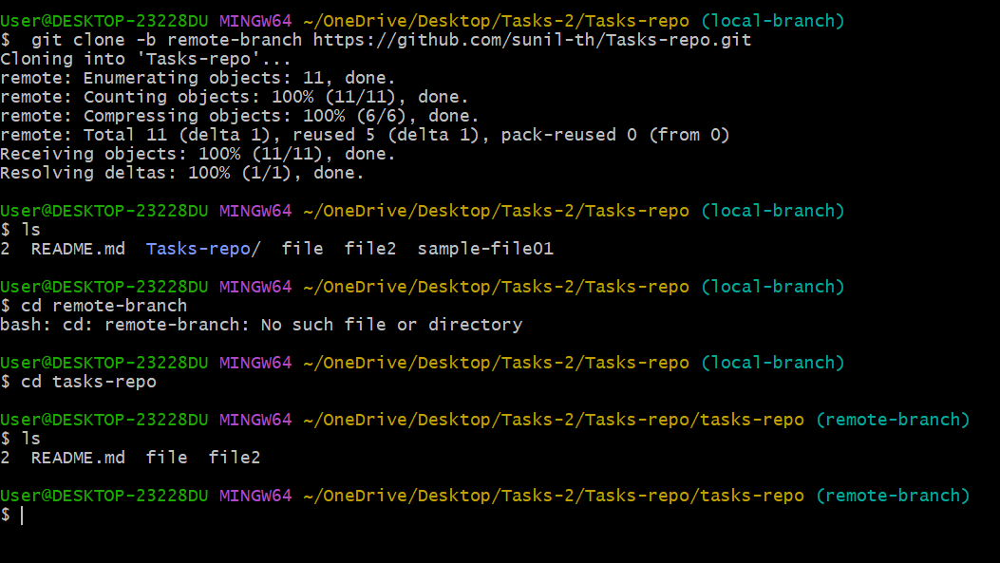 User@DESKTOP-23228DU MINGW64 ~/OneDrive/Desktop/Tasks-2/Tasks-repo (local-branch)
$  git clone -b remote-branch https://github.com/sunil-th/Tasks-repo.git
Cloning into 'Tasks-repo'...
remote: Enumerating objects: 11, done.
remote: Counting objects: 100% (11/11), done.
remote: Compressing objects: 100% (6/6), done.
remote: Total 11 (delta 1), reused 5 (delta 1), pack-reused 0 (from 0)
Receiving objects: 100% (11/11), done.
Resolving deltas: 100% (1/1), done.

User@DESKTOP-23228DU MINGW64 ~/OneDrive/Desktop/Tasks-2/Tasks-repo (local-branch)
$ ls
2  README.md  Tasks-repo/  file  file2  sample-file01

User@DESKTOP-23228DU MINGW64 ~/OneDrive/Desktop/Tasks-2/Tasks-repo (local-branch)
$ cd remote-branch
bash: cd: remote-branch: No such file or directory

User@DESKTOP-23228DU MINGW64 ~/OneDrive/Desktop/Tasks-2/Tasks-repo (local-branch)
$ cd tasks-repo

User@DESKTOP-23228DU MINGW64 ~/OneDrive/Desktop/Tasks-2/Tasks-repo/tasks-repo (remote-branch)
$ ls
2  README.md  file  file2

User@DESKTOP-23228DU MINGW64 ~/OneDrive/Desktop/Tasks-2/Tasks-repo/tasks-repo (remote-branch)
$